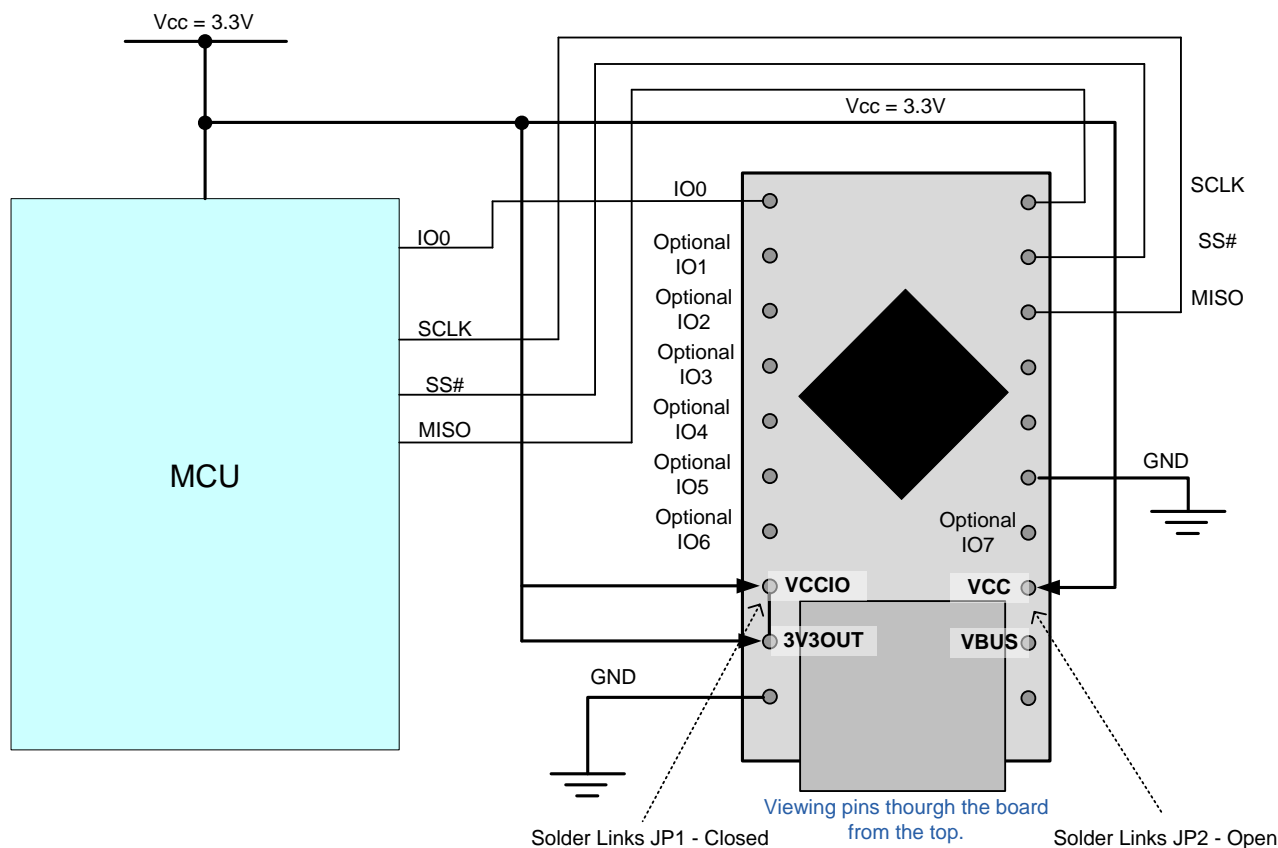 Vcc = 3.3V
Vcc = 3.3V
IO0
SCLK
IO0
Optional
IO1
SS#
Optional
IO2
MISO
SCLK
Optional
IO3
SS#
Optional
IO4
MISO
MCU
Optional
IO5
GND
Optional
IO6
Optional
IO7
VCCIO
VCC
3V3OUT
VBUS
GND
Viewing pins thourgh the board
from the top.
Solder Links JP1 - Closed
Solder Links JP2 - Open